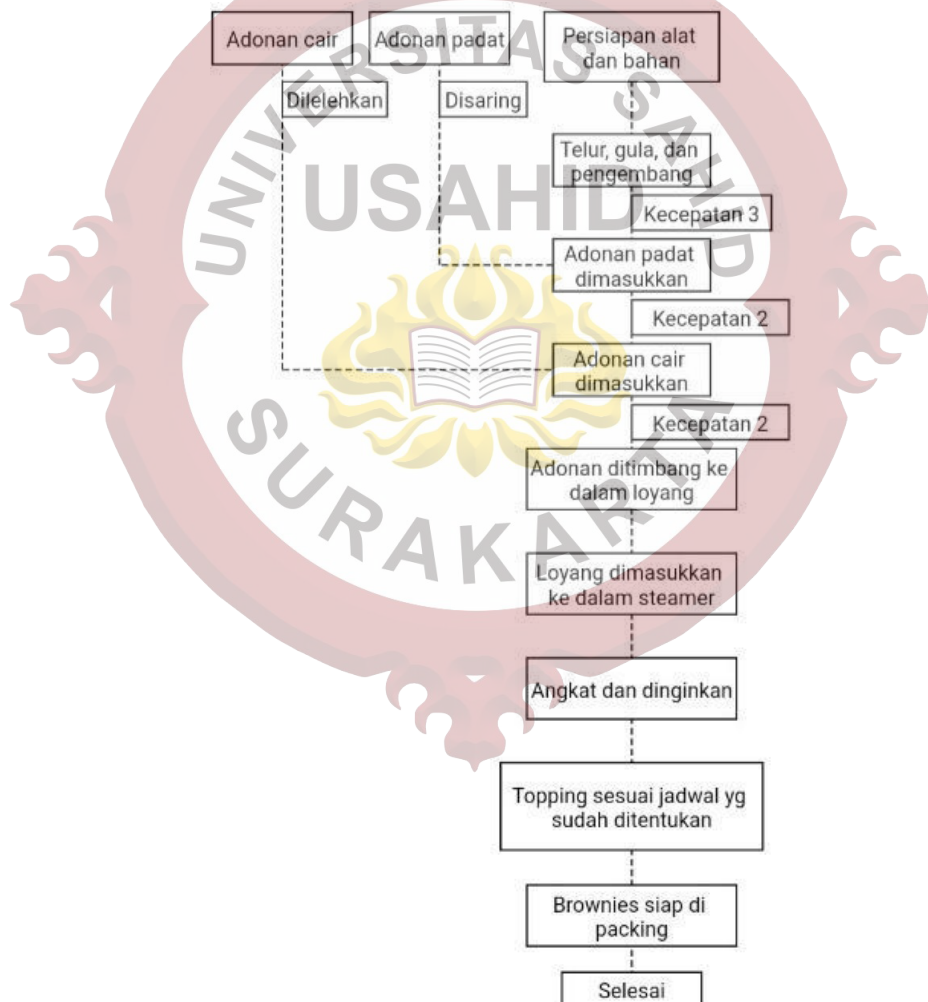 Adonan cair
Adonan padat
Persiapan alat
dan bahan
Dilelehkan
Disaring
Telur, gula, dan
pengembang
Kecepatan 3
Adonan padat
dimasukkan
Kecepatan 2
Adonan cair
dimasukkan
Kecepatan 2
Adonan ditimbang ke
dalam loyang
Loyang dimasukkan
ke dalam steamer
Angkat dan dinginkan
Topping sesuai jadwal yg
sudah ditentukan
Brownies siap di
packing
Selesai
UNIVERSITAS SAHID
USAHID
SURAKARTA